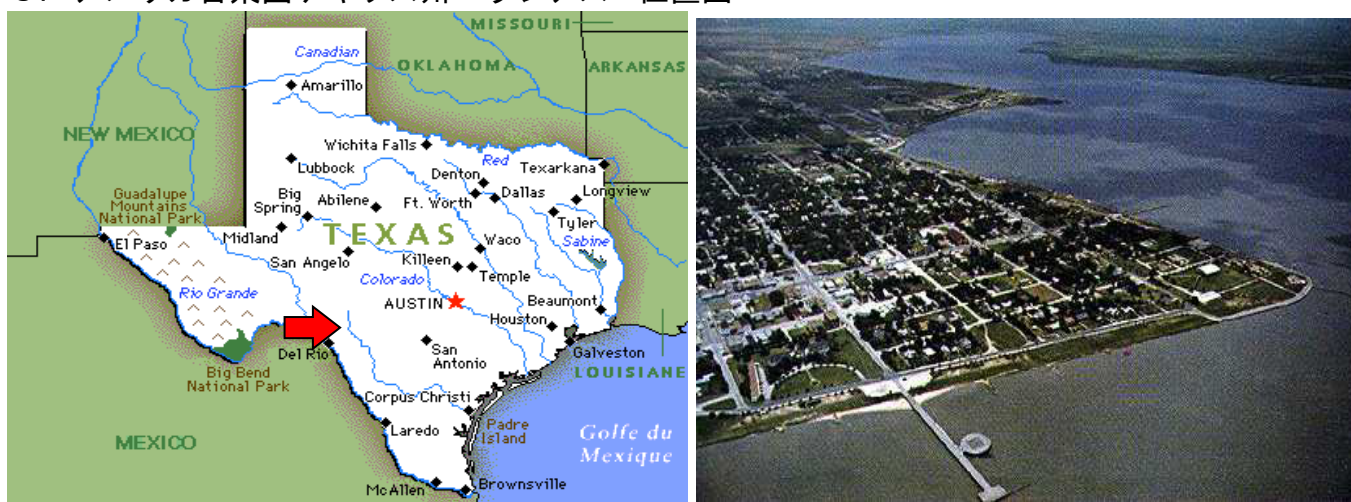 MISSOURI
Canadian
OKLAHOMA
ARKANSAS
Amarillo
NEW MEXICO
Wichita Falls
Red
Texarkana
Lubbock
Denton
Guadalupe
Mountains
National Park
Big
Spring
Abilene
Ft. Worth
Dallas
Longview
Tyler
El Paso
Midland
TEXAS
Waco
Sabine
San Angelo
Killeen
Temple
Rio Grande
Colorado
AUSTIN
Beaumont
Houston
Del Rio
San
Antonio
Galveston
LOUISIANE
Big Bend
National Park
Corpus Christi
Laredo
Padre
Island
Golfe du
Mexique
MEXICO
McAllen
Brownsville